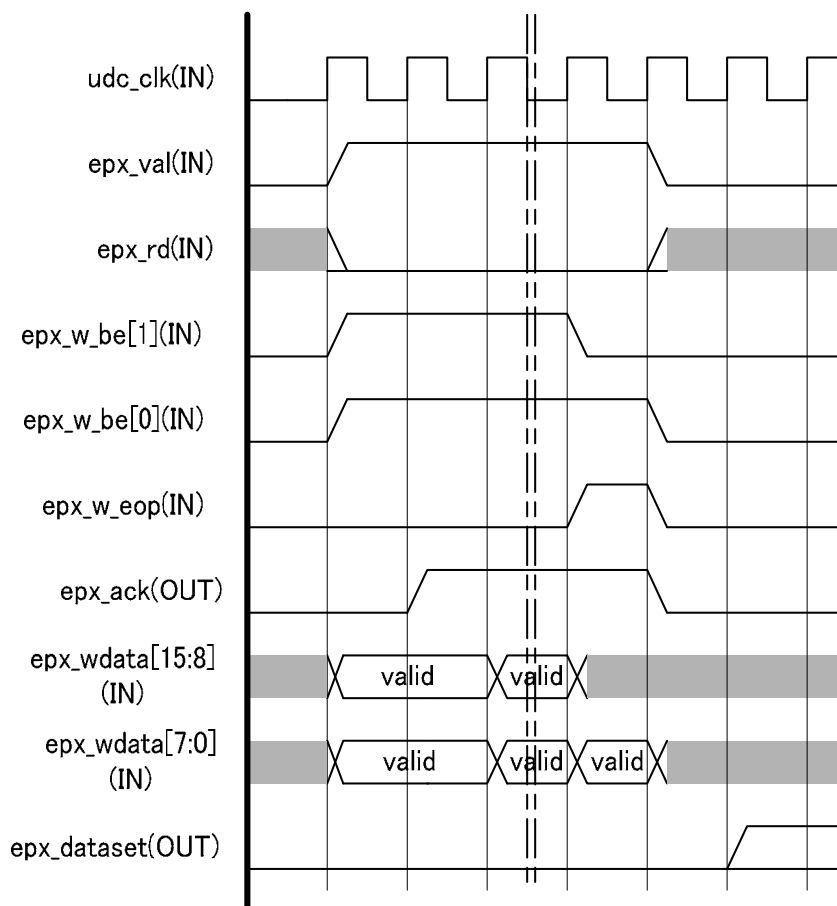 udc_clk(IN)
epx_val(IN)
epx_rd(IN)
epx_w_be[1](IN)
epx_w_be[0](IN)
epx_w_eop(IN)
epx_ack(OUT)
epx_wdata[15:8]
(IN)
valid valid
epx_wdata[7:0]
(IN)
valid valid valid
epx_dataset(OUT)